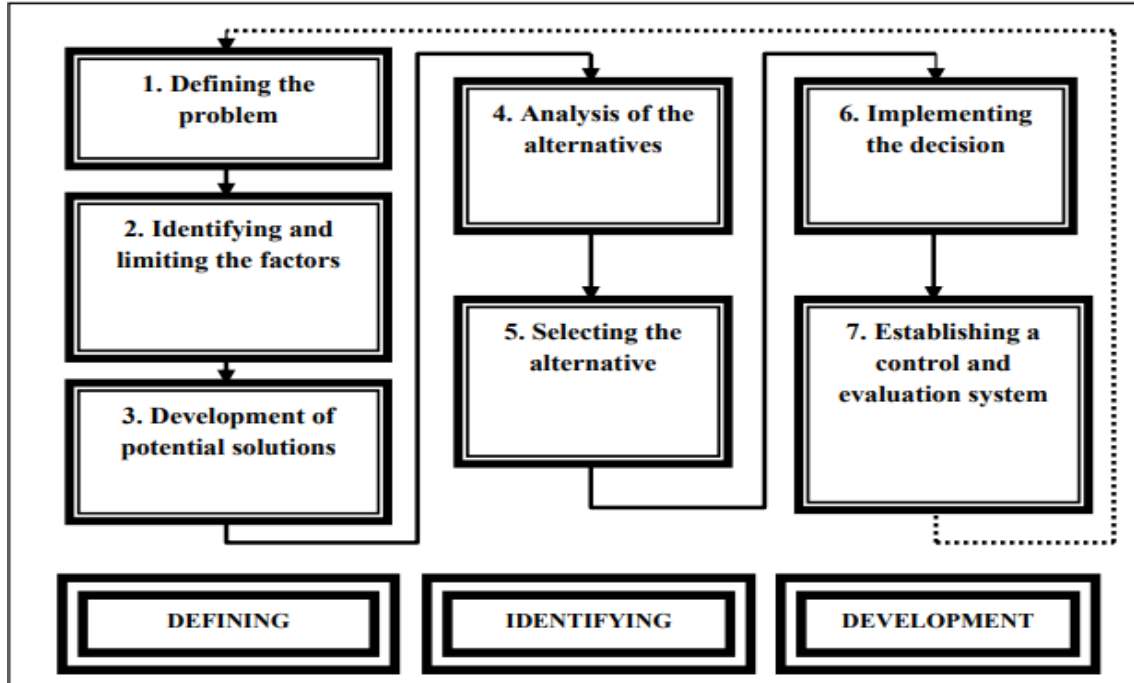 1. Defining the
problem
2. Identifying and
limiting the factors
3. Development of
potential solutions
4. Analysis of the
alternatives
5. Selecting the
alternative
6. Implementing
the decision
7. Establishing a
control and
evaluation system
DEFINING
IDENTIFYING
DEVELOPMENT